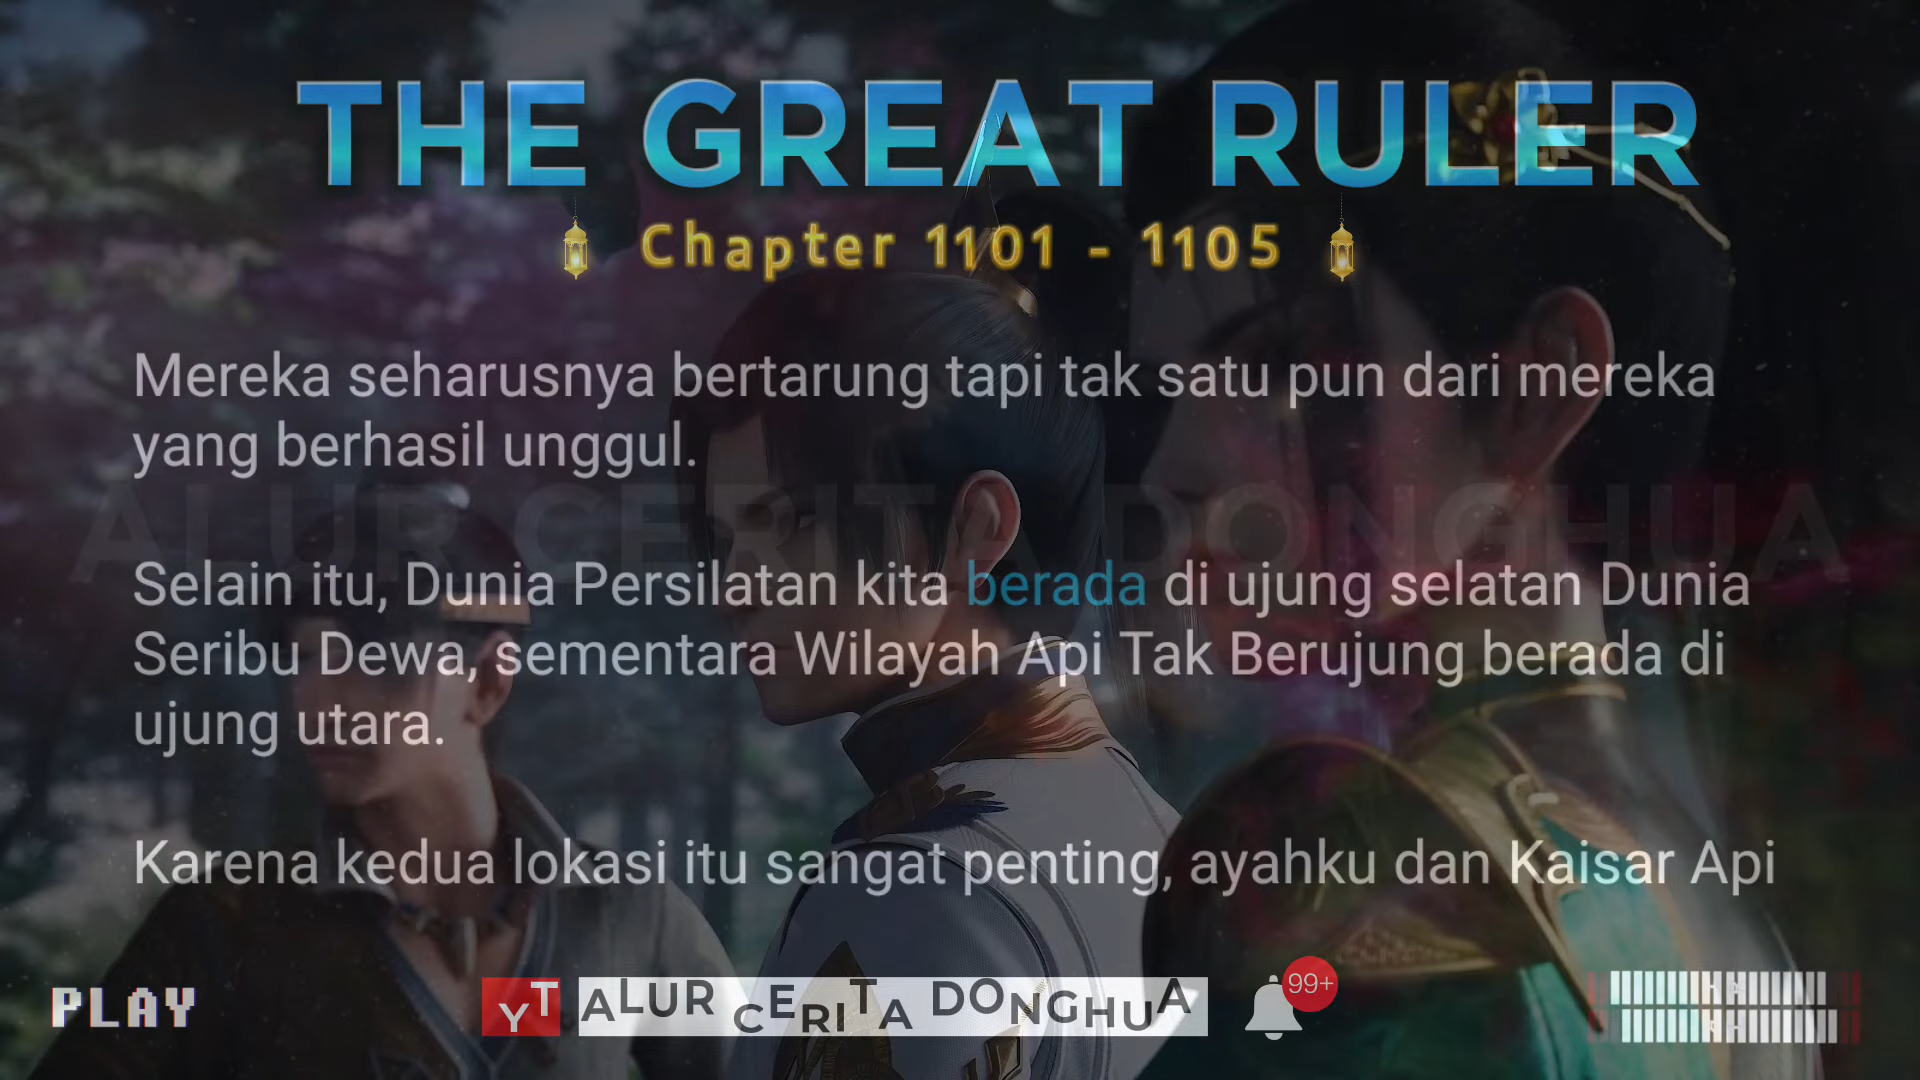 THE GREAT RULER
Chapter 1101 - 1105
Mereka seharusnya bertarung tapi tak satu pun dari mereka
yang berhasil unggul.
ALUR CERITA DONGHUA
Selain itu, Dunia Persilatan kita berada di ujung selatan Dunia
Seribu Dewa, sementara Wilayah Api Tak Berujung berada di
ujung utara.
Karena kedua lokasi itu sangat penting, ayahku dan Kaisar Api
PLAY
YT ALUR CERITA DONGHUA
99+